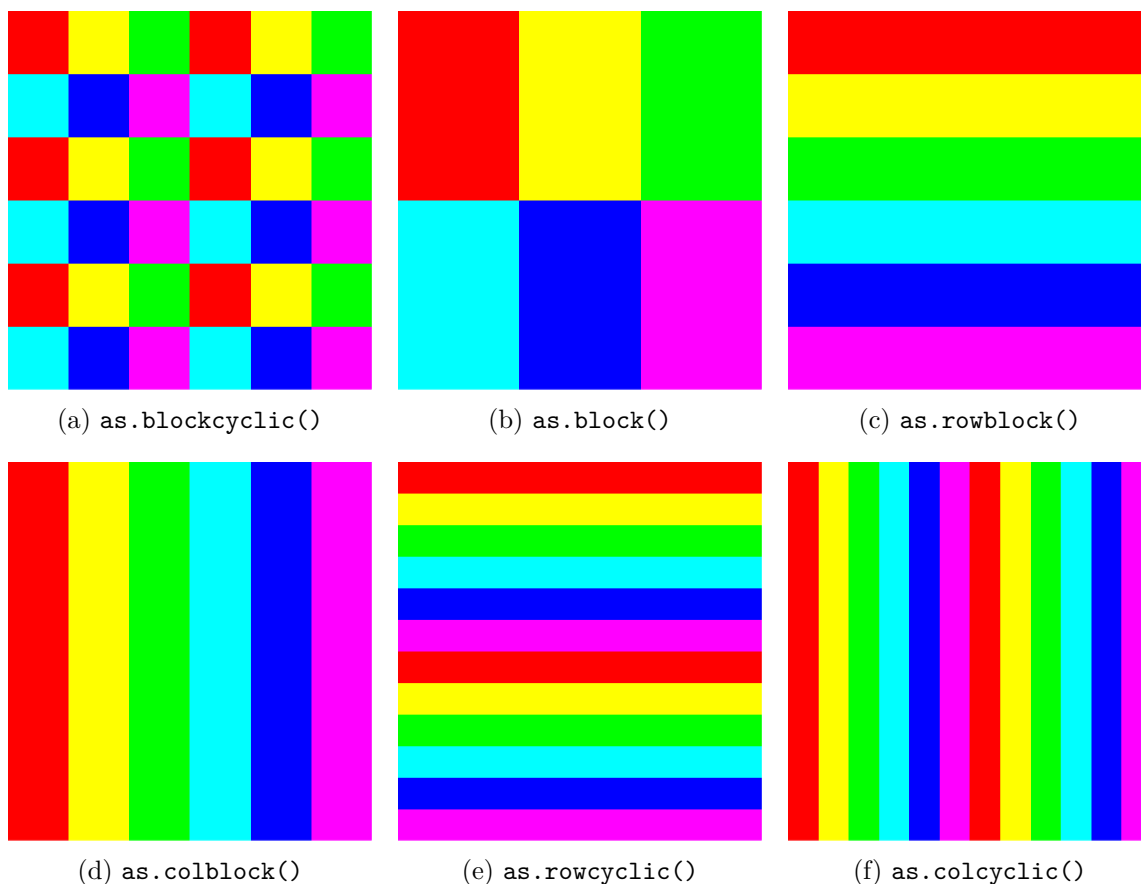 (a) as.blockcyclic()
(b) as.block()
(c) as.rowblock()
(d) as.colblock()
(e) as.rowcyclic()
(f) as.colcyclic()